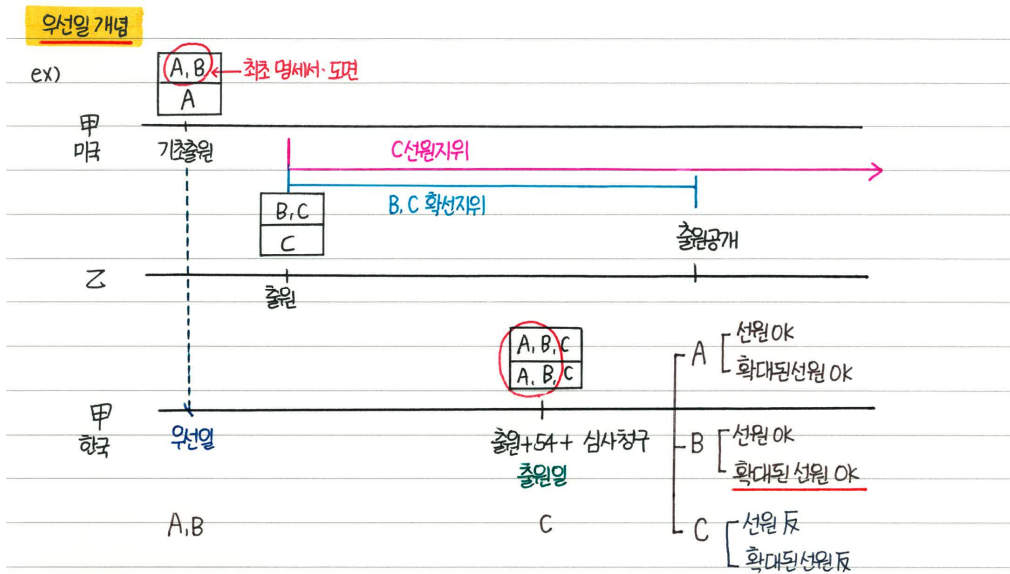 우선일 개념
ex)
A, B ← 최초 명세서·도면
A
甲
미국
기초출원
C선원지위
B, C 확선지위
B, C
C
출원공개
乙
출원
A, B, C
A, B, C
A
선원 OK
확대된선원 OK
甲
한국
우선일
출원+54+ 심사청구
출원일
B
선원 OK
확대된 선원 OK
A, B
C
C
선원 反
확대된선원 反